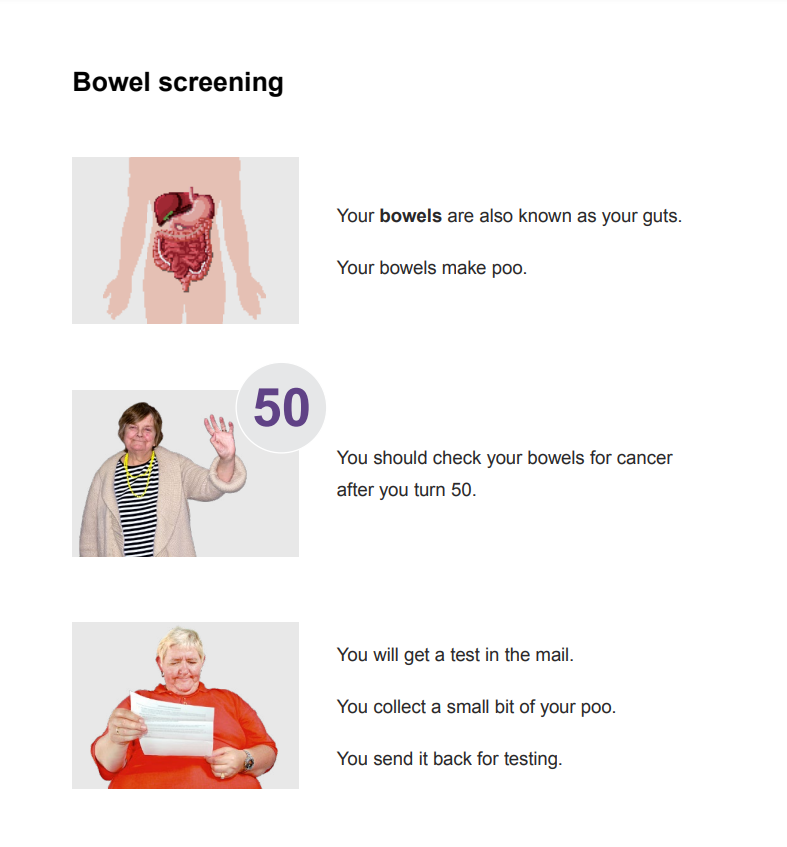 Bowel screening
Your bowels are also known as your guts.
Your bowels make poo.
50
You should check your bowels for cancer
after you turn 50.
You will get a test in the mail.
You collect a small bit of your poo.
You send it back for testing.